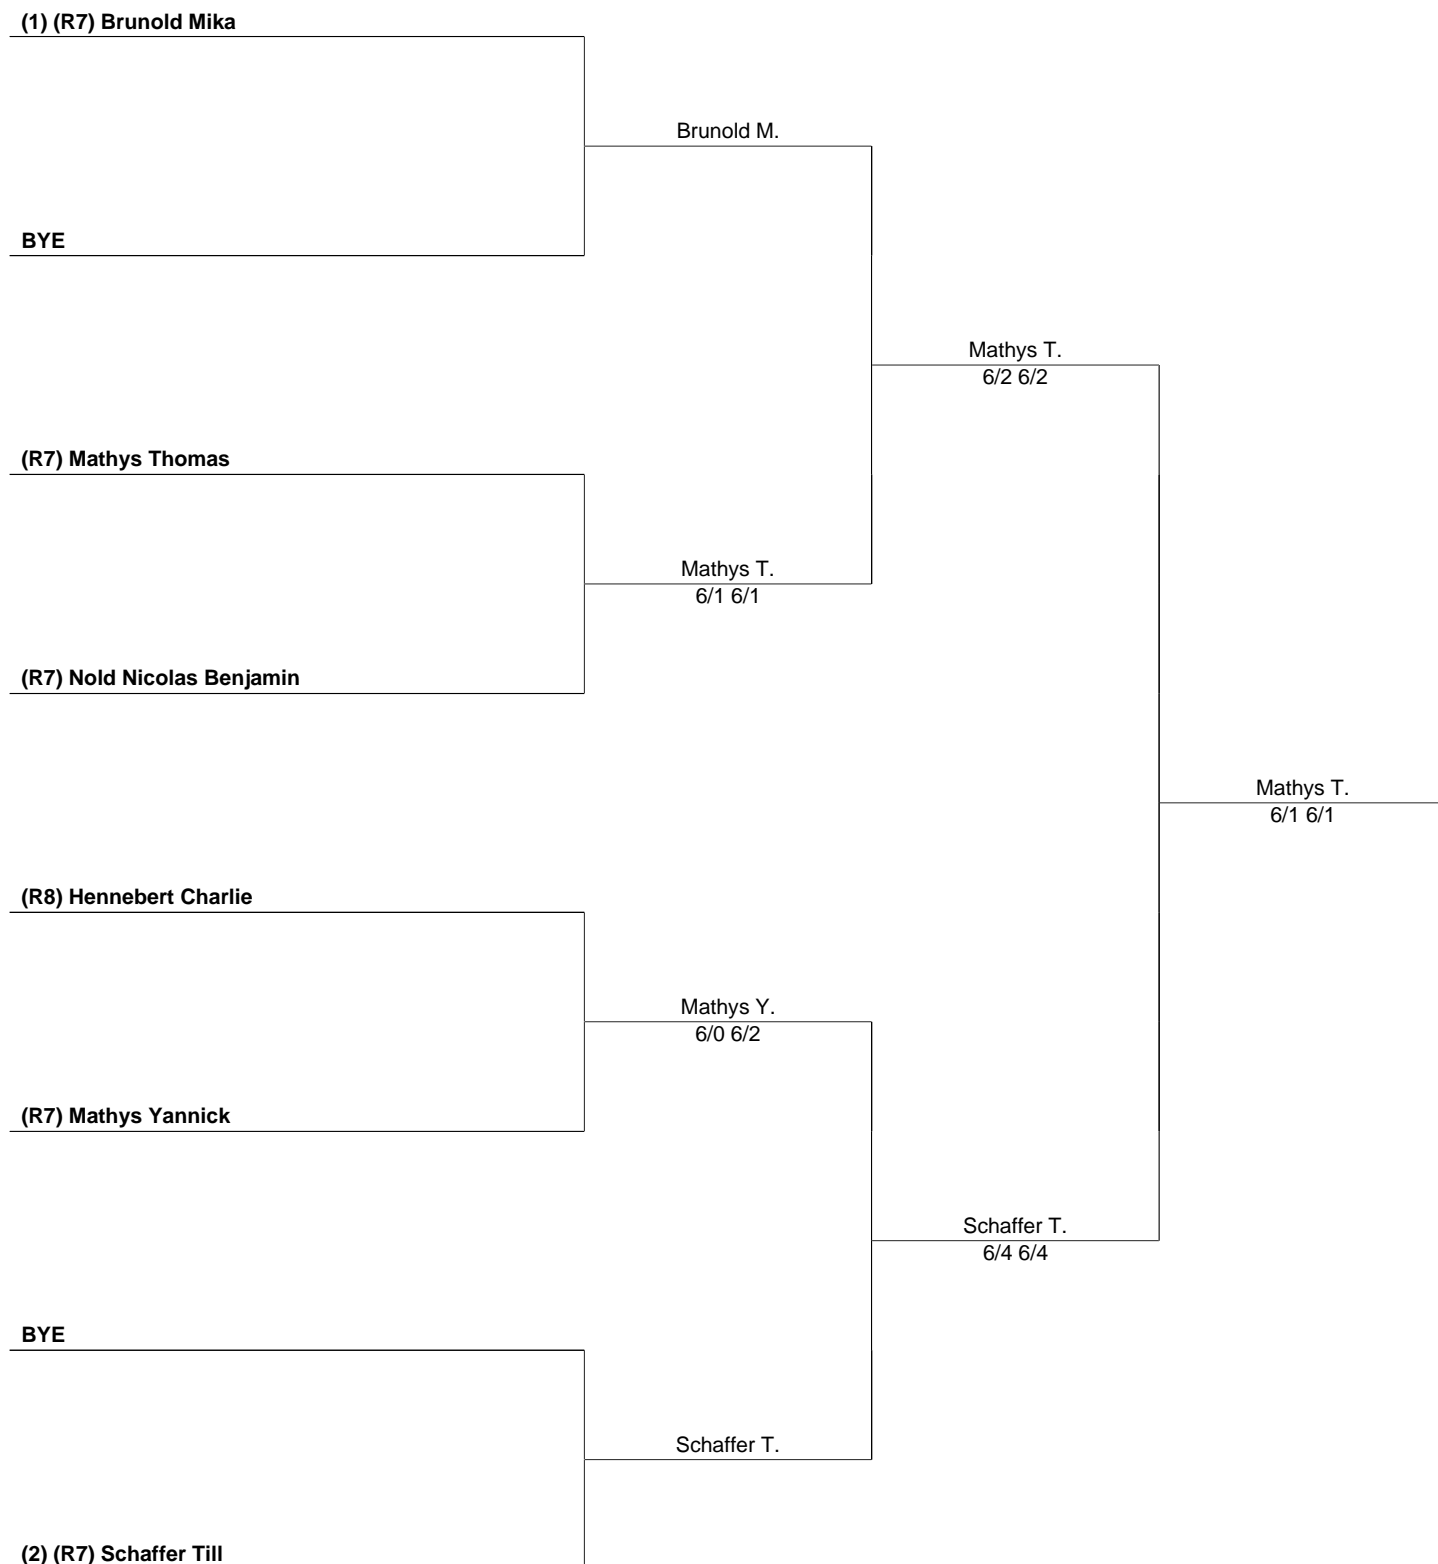 (1) (R7) Brunold Mika
Brunold M.
BYE
Mathys T.
6/2 6/2
(R7) Mathys Thomas
Mathys T.
6/1 6/1
(R7) Nold Nicolas Benjamin
Mathys T.
6/1 6/1
(R8) Hennebert Charlie
Mathys Y.
6/0 6/2
(R7) Mathys Yannick
Schaffer T.
6/4 6/4
BYE
Schaffer T.
(2) (R7) Schaffer Till